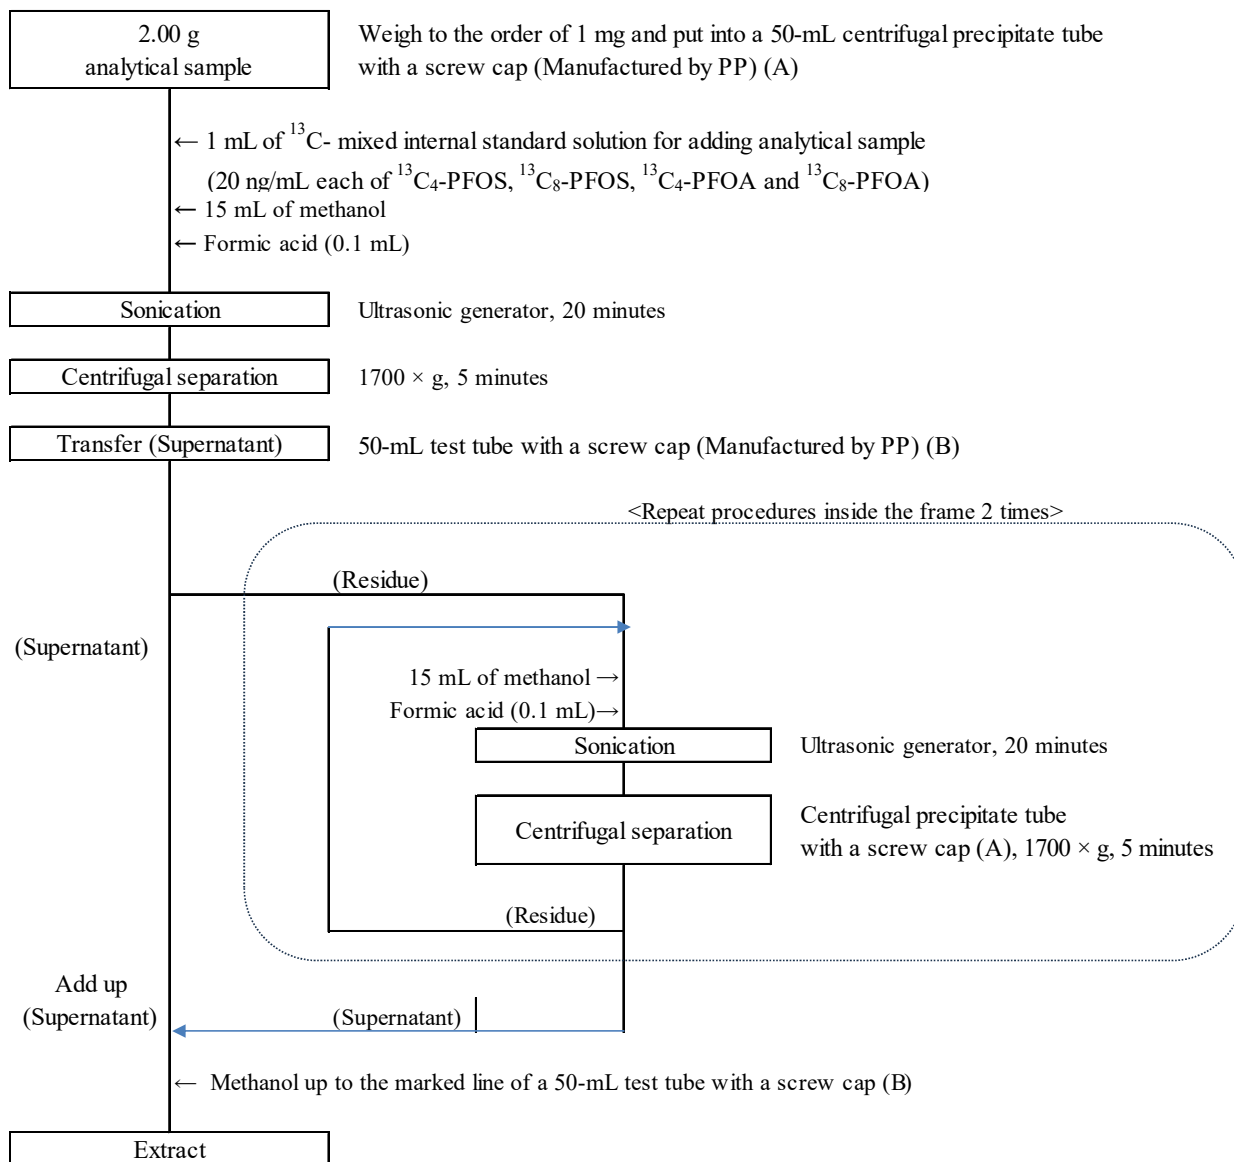 2.00 g
analytical sample
Weigh to the order of 1 mg and put into a 50-mL centrifugal precipitate tube
with a screw cap (Manufactured by PP) (A)
← 1 mL of ¹³C- mixed internal standard solution for adding analytical sample
(20 ng/mL each of ¹³C₄-PFOS, ¹³C₈-PFOS, ¹³C₄-PFOA and ¹³C₈-PFOA)
← 15 mL of methanol
← Formic acid (0.1 mL)
Sonication
Ultrasonic generator, 20 minutes
Centrifugal separation
1700 × g, 5 minutes
Transfer (Supernatant)
50-mL test tube with a screw cap (Manufactured by PP) (B)
<Repeat procedures inside the frame 2 times>
(Residue)
(Supernatant)
15 mL of methanol →
Formic acid (0.1 mL)→
Sonication
Ultrasonic generator, 20 minutes
Centrifugal separation
Centrifugal precipitate tube
with a screw cap (A), 1700 × g, 5 minutes
(Residue)
Add up
(Supernatant)
(Supernatant)
← Methanol up to the marked line of a 50-mL test tube with a screw cap (B)
Extract